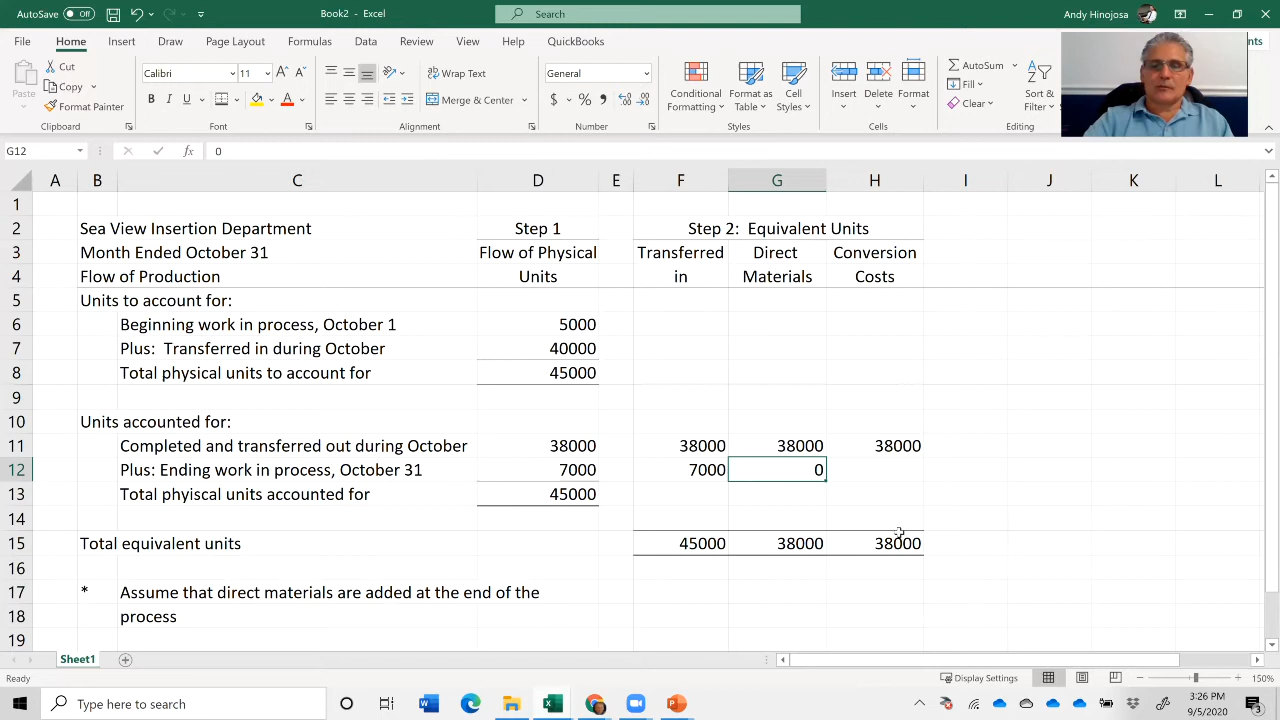 AutoSave Off Book2 - Excel Search Andy Hinojosa
File Home Insert Draw Page Layout Formulas Data Review View Help QuickBooks nts
Paste Cut Copy Format Painter
Calibri 11 B I U A
Wrap Text Merge & Center
General $ % ,
Conditional Formatting Format as Table Cell Styles
Insert Delete Format
AutoSum Fill Clear Sort & Filter
Clipboard Font Alignment Number Styles Cells Editing
G12 fx 0
A B C D E F G H I J K L
1
2 Sea View Insertion Department Step 1 Step 2: Equivalent Units
3 Month Ended October 31 Flow of Physical Transferred Direct Conversion
4 Flow of Production Units in Materials Costs
5 Units to account for:
6 Beginning work in process, October 1 5000
7 Plus: Transferred in during October 40000
8 Total physical units to account for 45000
9
10 Units accounted for:
11 Completed and transferred out during October 38000 38000 38000 38000
12 Plus: Ending work in process, October 31 7000 7000 0
13 Total phyiscal units accounted for 45000
14
15 Total equivalent units 45000 38000 38000
16
17 * Assume that direct materials are added at the end of the
18 process
19
Sheet1
Ready Display Settings 150%
Type here to search 3:26 PM
9/5/2020 3